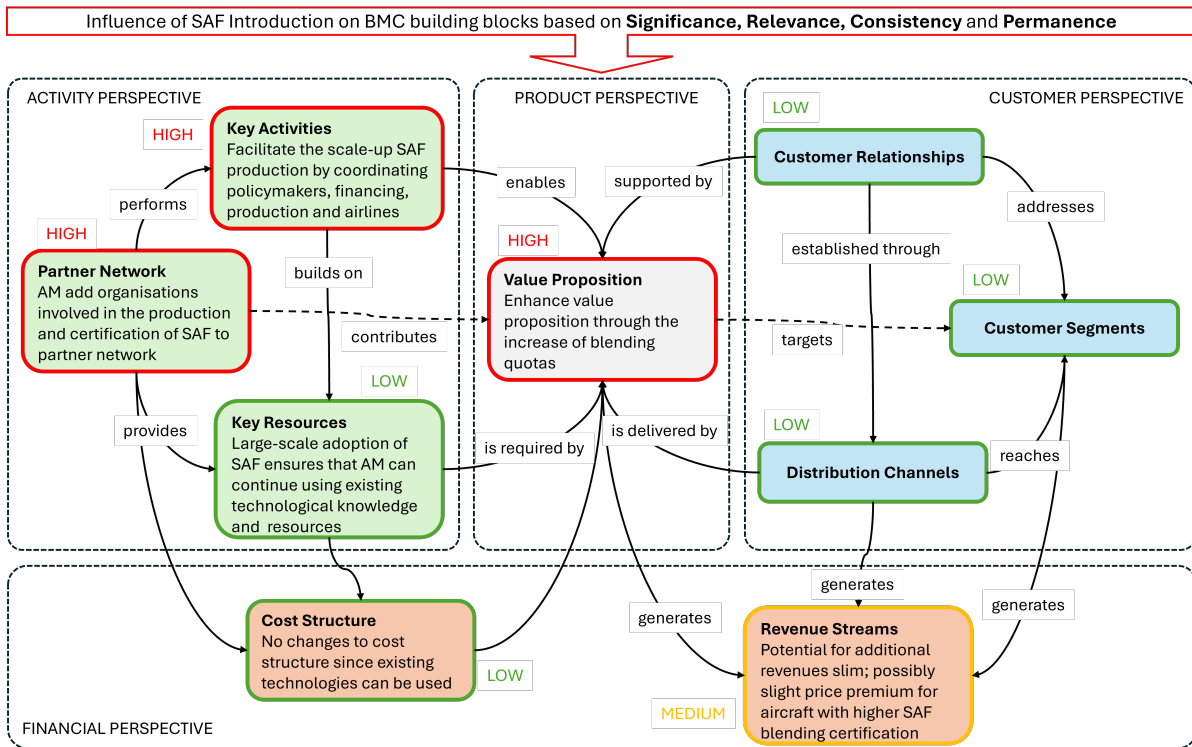 Influence of SAF Introduction on BMC building blocks based on Significance, Relevance, Consistency and Permanence
ACTIVITY PERSPECTIVE
PRODUCT PERSPECTIVE
CUSTOMER PERSPECTIVE
HIGH
Key Activities
Facilitate the scale-up SAF
production by coordinating
policymakers, financing,
production and airlines
performs
HIGH
Partner Network
AM add organisations
involved in the production
and certification of SAF to
partner network
builds on
contributes
LOW
provides
Key Resources
Large-scale adoption of
SAF ensures that AM can
continue using existing
technological knowledge
and  resources
enables
supported by
HIGH
Value Proposition
Enhance value
proposition through the
increase of blending
quotas
is required by
is delivered by
LOW
Customer Relationships
addresses
established through
LOW
Customer Segments
targets
LOW
Distribution Channels
reaches
Cost Structure
No changes to cost
structure since existing
technologies can be used
LOW
generates
generates
generates
Revenue Streams
Potential for additional
revenues slim; possibly
slight price premium for
aircraft with higher SAF
blending certification
MEDIUM
FINANCIAL PERSPECTIVE